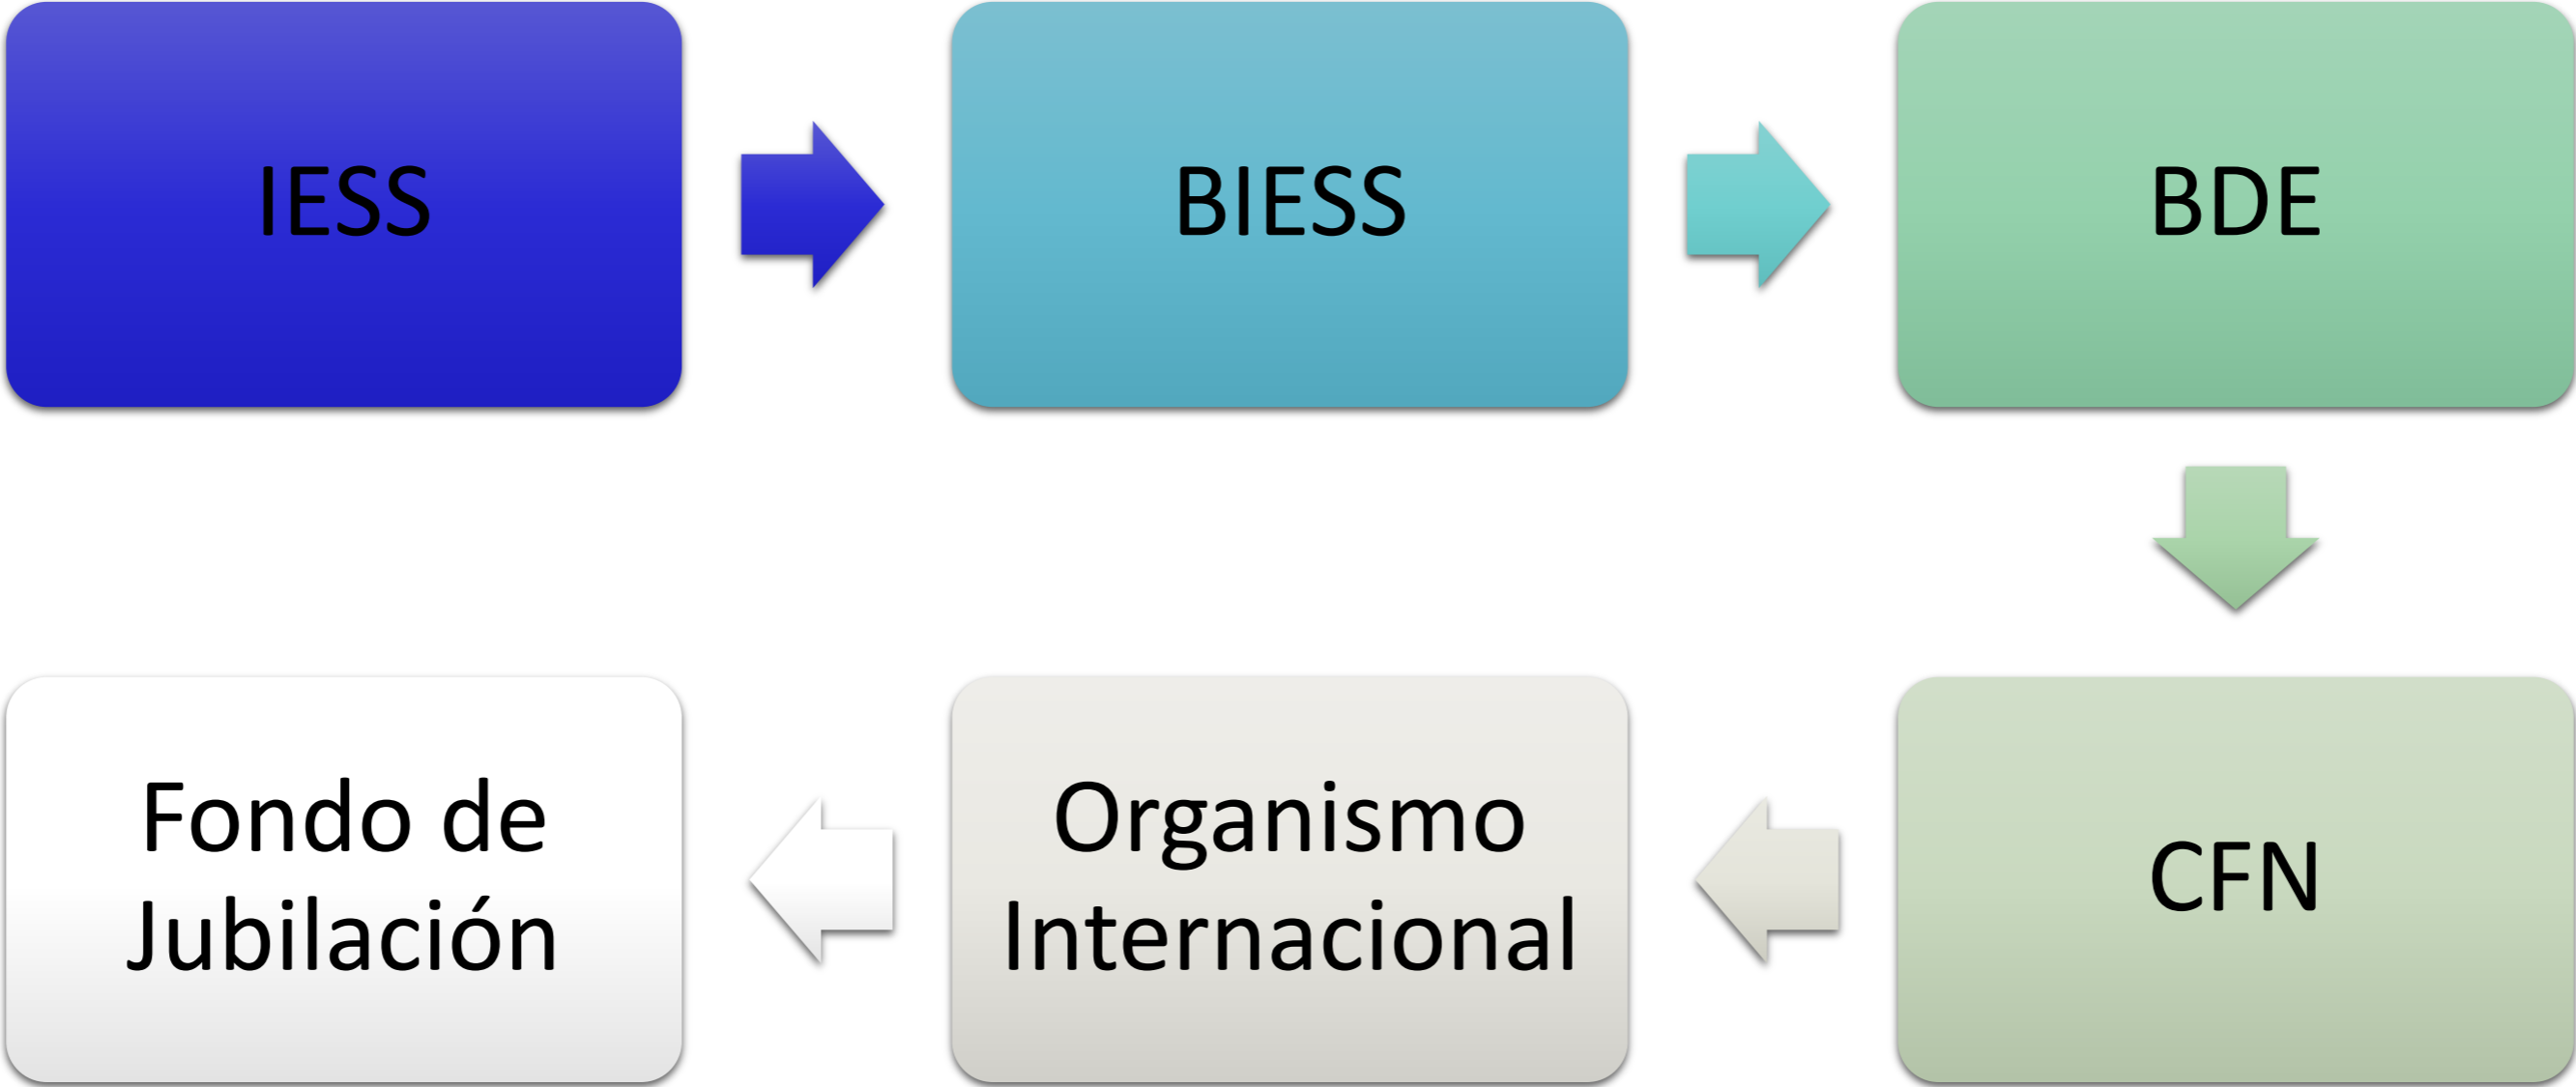 IESS
BIESS
BDE
CFN
Organismo
Internacional
Fondo de
Jubilación